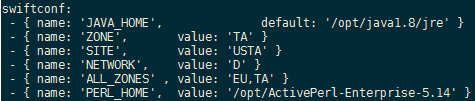 swiftconf:
- { name: 'JAVA_HOME', default: '/opt/java1.8/jre' }
- { name: 'ZONE', value: 'TA' }
- { name: 'SITE', value: 'USTA' }
- { name: 'NETWORK', value: 'D' }
- { name: 'ALL_ZONES' , value: 'EU,TA' }
- { name: 'PERL_HOME', value: '/opt/ActivePerl-Enterprise-5.14' }